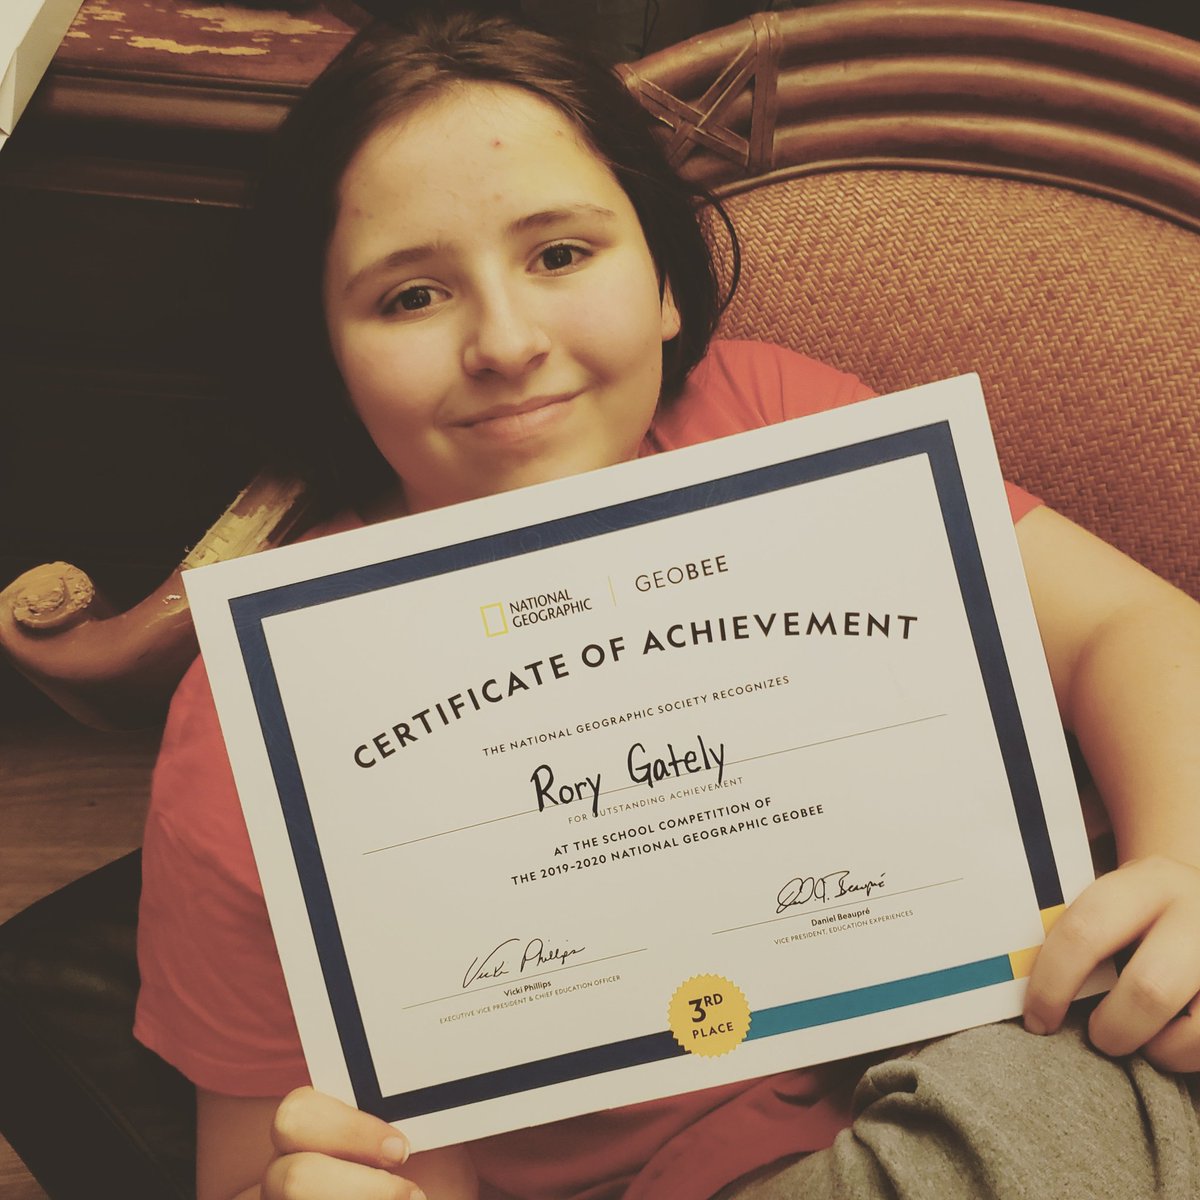 NATIONAL
GEOGRAPHIC
GEOBEE
CERTIFICATE OF ACHIEVEMENT
THE NATIONAL GEOGRAPHIC SOCIETY RECOGNIZES
Rory Gately
FOR OUTSTANDING ACHIEVEMENT
AT THE SCHOOL COMPETITION OF
THE 2019-2020 NATIONAL GEOGRAPHIC GEOBEE
Vicki Phillips
Vicki Phillips
EXECUTIVE VICE PRESIDENT & CHIEF EDUCATION OFFICER
Daniel Beaupré
VICE PRESIDENT, EDUCATION EXPERIENCES
3RD
PLACE